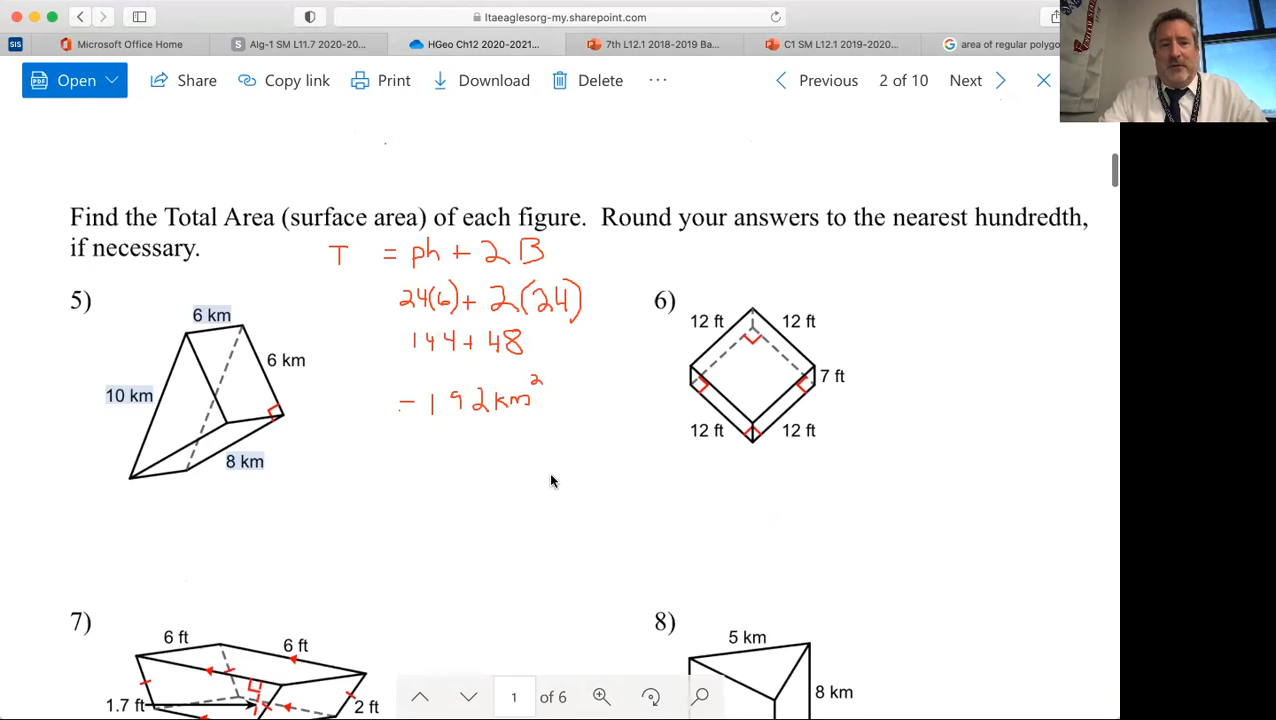 ltaeaglesorg-my.sharepoint.com
SIS Microsoft Office Home Alg-1 SM L11.7 2020-20... HGeo Ch12 2020-2021... 7th L12.1 2018-2019 Ba... C1 SM L12.1 2019-2020... area of regular polygo
Open Share Copy link Print Download Delete ... Previous 2 of 10 Next
Find the Total Area (surface area) of each figure. Round your answers to the nearest hundredth,
if necessary.
T = ph + 2B
24(6) + 2(24)
144 + 48
= 192km²
5)
6 km
6 km
10 km
8 km
6)
12 ft 12 ft
7 ft
12 ft 12 ft
7)
6 ft 6 ft
1.7 ft 2 ft
8)
5 km
8 km
1 of 6